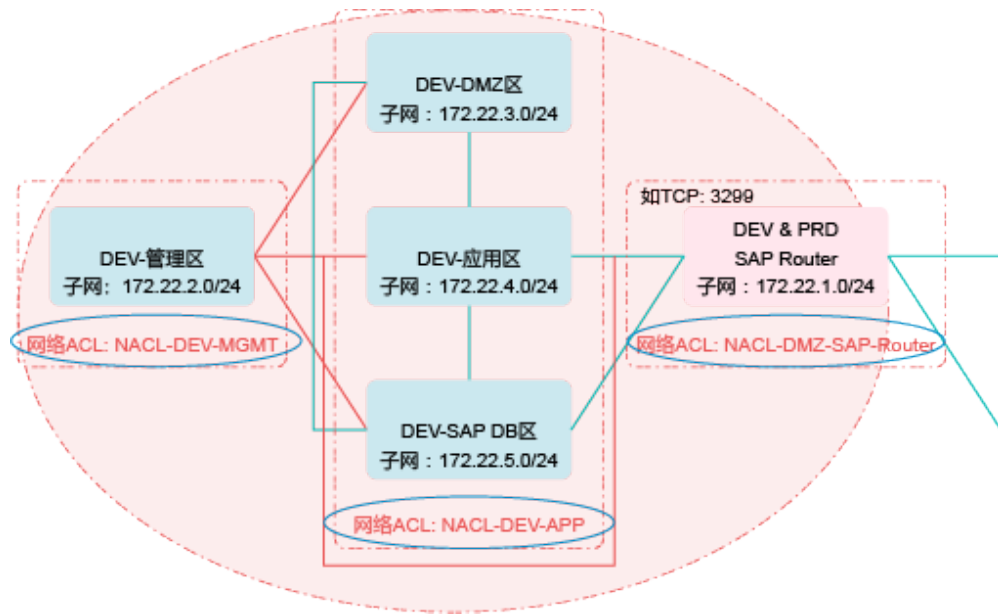 DEV-DMZ区
子网：172.22.3.0/24
如TCP: 3299
DEV-管理区
子网：172.22.2.0/24
DEV-应用区
子网：172.22.4.0/24
DEV & PRD
SAP Router
子网：172.22.1.0/24
网络ACL: NACL-DEV-MGMT
网络ACL: NACL-DMZ-SAP-Router
DEV-SAP DB区
子网：172.22.5.0/24
网络ACL: NACL-DEV-APP